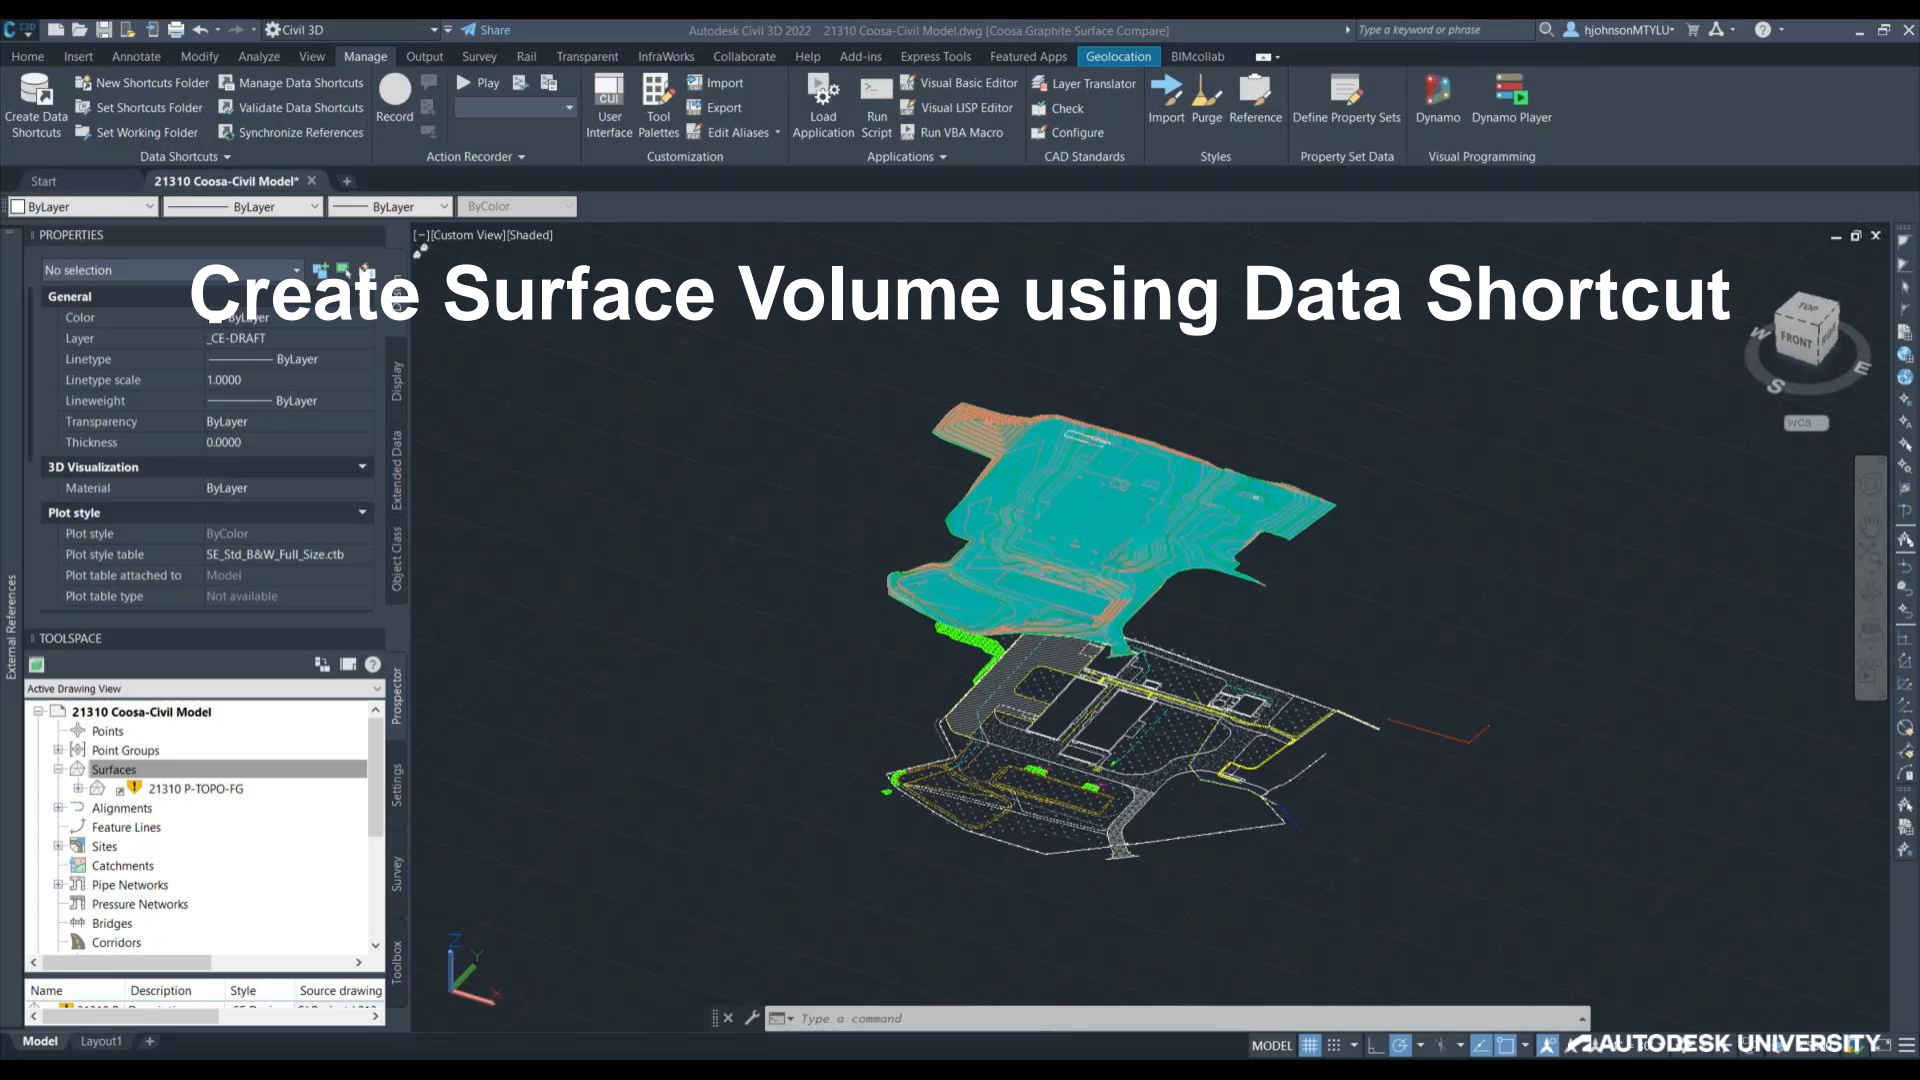 Civil 3D
Share
Autodesk Civil 3D 2022 21310 Coosa-Civil Model.dwg [Coosa Graphite Surface Compare]
Type a keyword or phrase
hjohnsonMTYLU
Home Insert Annotate Modify Analyze View Manage Output Survey Rail Transparent InfraWorks Collaborate Help Add-ins Express Tools Featured Apps Geolocation BIMcollab
New Shortcuts Folder Manage Data Shortcuts Play Import Visual Basic Editor Layer Translator
Set Shortcuts Folder Validate Data Shortcuts Export Visual LISP Editor Check
Create Data Shortcuts
Record
User Interface
Tool Palettes
Load Application
Run Script
Import Purge Reference Define Property Sets Dynamo Dynamo Player
Set Working Folder Synchronize References Edit Aliases Run VBA Macro Configure
Data Shortcuts Action Recorder Customization Applications CAD Standards Styles Property Set Data Visual Programming
Start 21310 Coosa-Civil Model*
ByLayer ByLayer ByLayer ByColor
PROPERTIES
[−][Custom View][Shaded]
No selection
Create Surface Volume using Data Shortcut
General
Color ByLayer
Layer _CE-DRAFT
Linetype ByLayer
Linetype scale 1.0000
Lineweight ByLayer
Transparency ByLayer
Thickness 0.0000
3D Visualization
Material ByLayer
Plot style
Plot style ByColor
Plot style table SE_Std_B&W_Full_Size.ctb
Plot table attached to Model
Plot table type Not available
Display
Extended Data
Object Class
External References
TOP
FRONT
W
S
E
WCS
TOOLSPACE
Active Drawing View
21310 Coosa-Civil Model
Points
Point Groups
Surfaces
21310 P-TOPO-FG
Alignments
Feature Lines
Sites
Catchments
Pipe Networks
Pressure Networks
Bridges
Corridors
Prospector
Settings
Survey
Toolbox
Name Description Style Source drawing
Z
Y
X
Type a command
Model Layout1
MODEL
AUTODESK UNIVERSITY